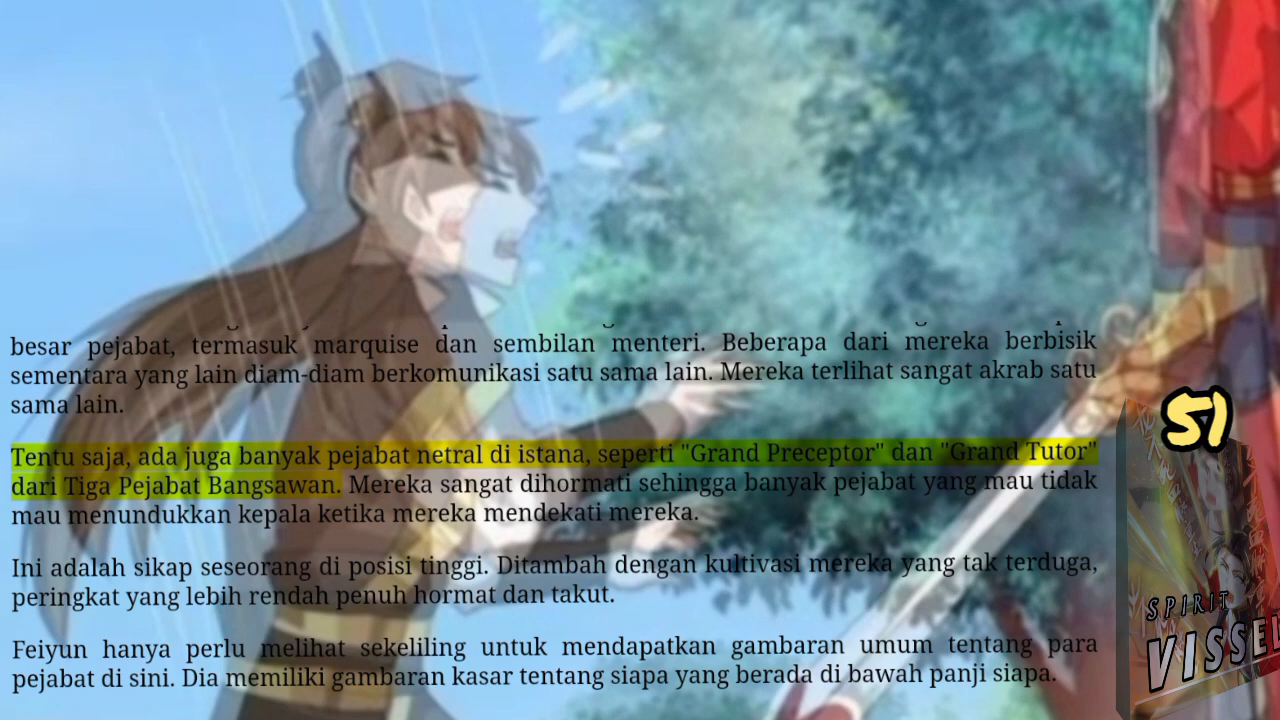 besar pejabat, termasuk marquise dan sembilan menteri. Beberapa dari mereka berbisik
sementara yang lain diam-diam berkomunikasi satu sama lain. Mereka terlihat sangat akrab satu
sama lain.
Tentu saja, ada juga banyak pejabat netral di istana, seperti "Grand Preceptor" dan "Grand Tutor"
dari Tiga Pejabat Bangsawan. Mereka sangat dihormati sehingga banyak pejabat yang mau tidak
mau menundukkan kepala ketika mereka mendekati mereka.
Ini adalah sikap seseorang di posisi tinggi. Ditambah dengan kultivasi mereka yang tak terduga,
peringkat yang lebih rendah penuh hormat dan takut.
Feiyun hanya perlu melihat sekeliling untuk mendapatkan gambaran umum tentang para
pejabat di sini. Dia memiliki gambaran kasar tentang siapa yang berada di bawah panji siapa.
51
SPIRIT